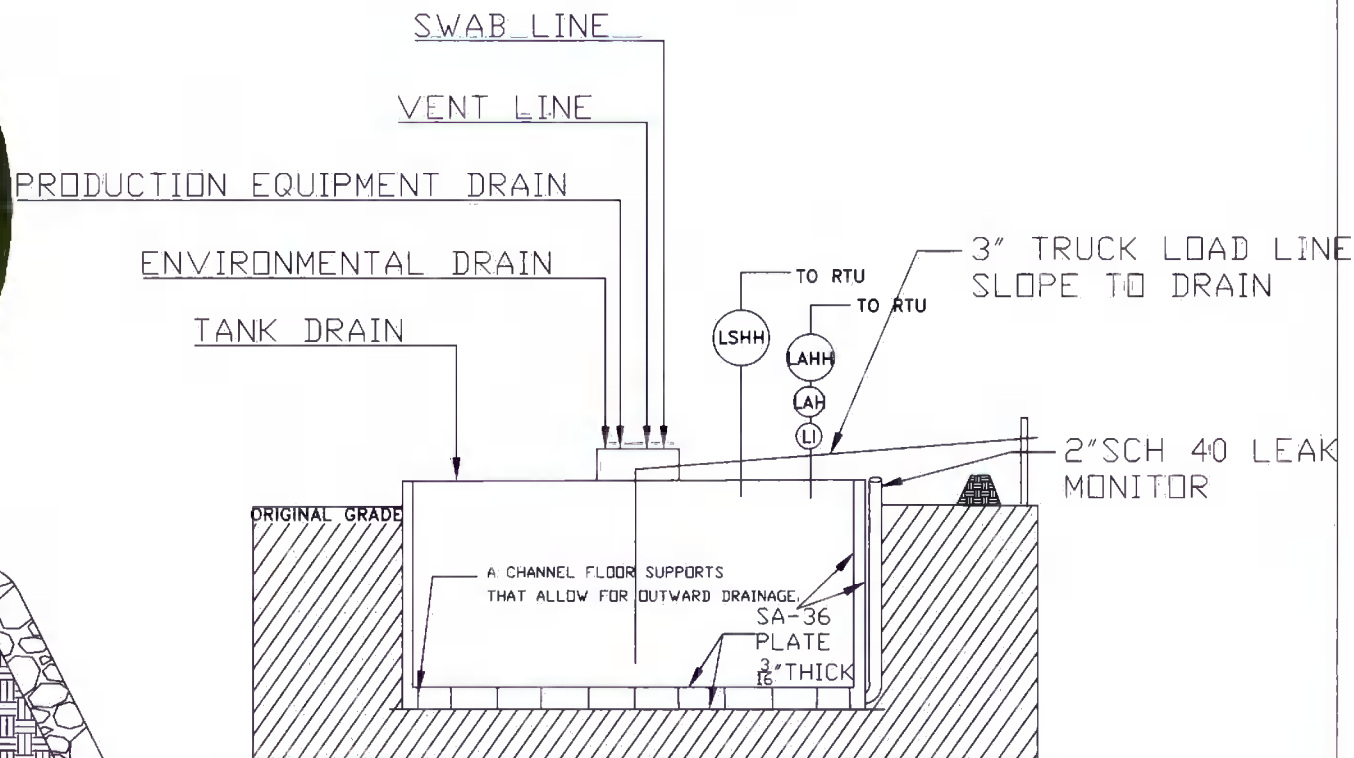 SWAB LINE
VENT LINE
PRODUCTION EQUIPMENT DRAIN
ENVIRONMENTAL DRAIN
TANK DRAIN
TO RTU
TO RTU
3" TRUCK LOAD LINE
SLOPE TO DRAIN
LSHH
LAHH
LAH
LI
2"SCH 40 LEAK
MONITOR
ORIGINAL GRADE
A CHANNEL FLOOR SUPPORTS
THAT ALLOW FOR OUTWARD DRAINAGE.
SA-36
PLATE
3/16" THICK